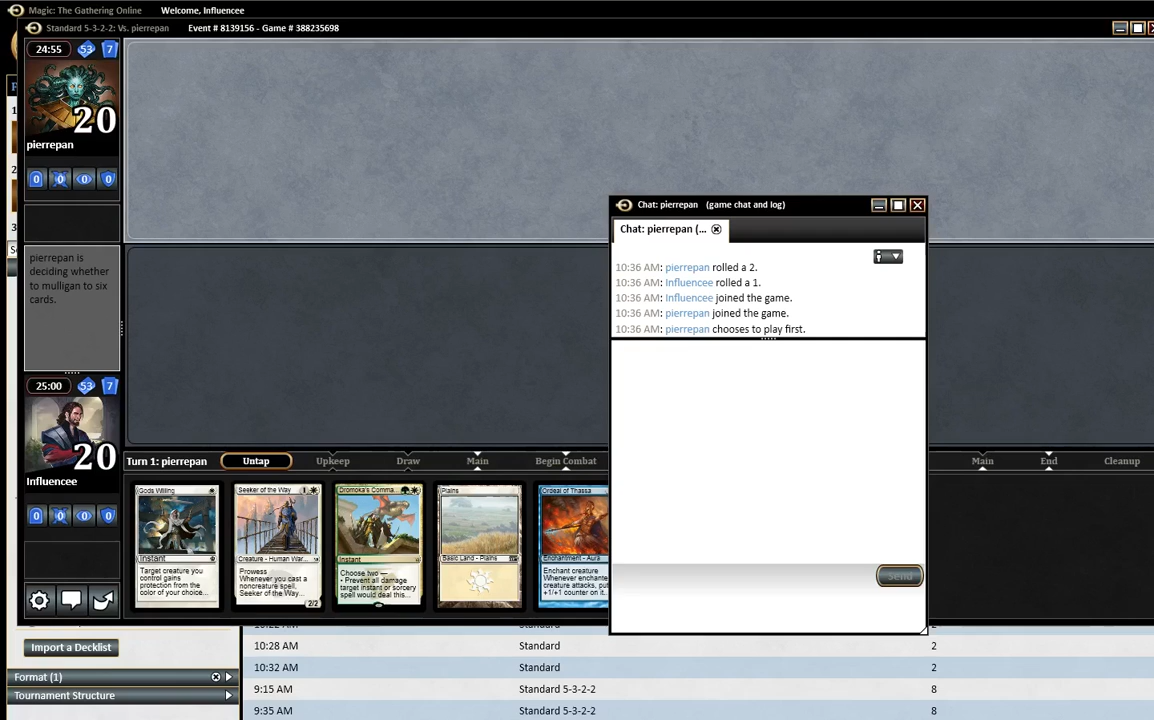 Magic: The Gathering Online Welcome, Influencee
Standard 5-3-2-2: Vs. pierrepan Event # 8139156 - Game # 388235698
24:55 53 7
20
pierrepan
0 0 0 0
pierrepan is
deciding whether
to mulligan to six
cards.
25:00 53 7
20
Influencee
0 0 0 0
Chat: pierrepan (game chat and log)
Chat: pierrepan (...
10:36 AM: pierrepan rolled a 2.
10:36 AM: Influencee rolled a 1.
10:36 AM: Influencee joined the game.
10:36 AM: pierrepan joined the game.
10:36 AM: pierrepan chooses to play first.
Send
Turn 1: pierrepan Untap Upkeep Draw Main Begin Combat Main End Cleanup
Gods Willing
Instant
Target creature you
control gains
protection from the
color of your choice...
Seeker of the Way 1
Creature - Human War...
Prowess
Whenever you cast a
noncreature spell,
Seeker of the Way...
2/2
Dromoka's Comma...
Instant
Choose two —
• Prevent all damage
target instant or sorcery
spell would deal this...
Plains
Basic Land - Plains
Ordeal of Thassa
Enchantment - Aura
Enchant creature
Whenever enchante
creature attacks, pu
+1/+1 counter on it.
Import a Decklist
Format (1)
Tournament Structure
10:28 AM Standard 2
10:32 AM Standard 2
9:15 AM Standard 5-3-2-2 8
9:35 AM Standard 5-3-2-2 8